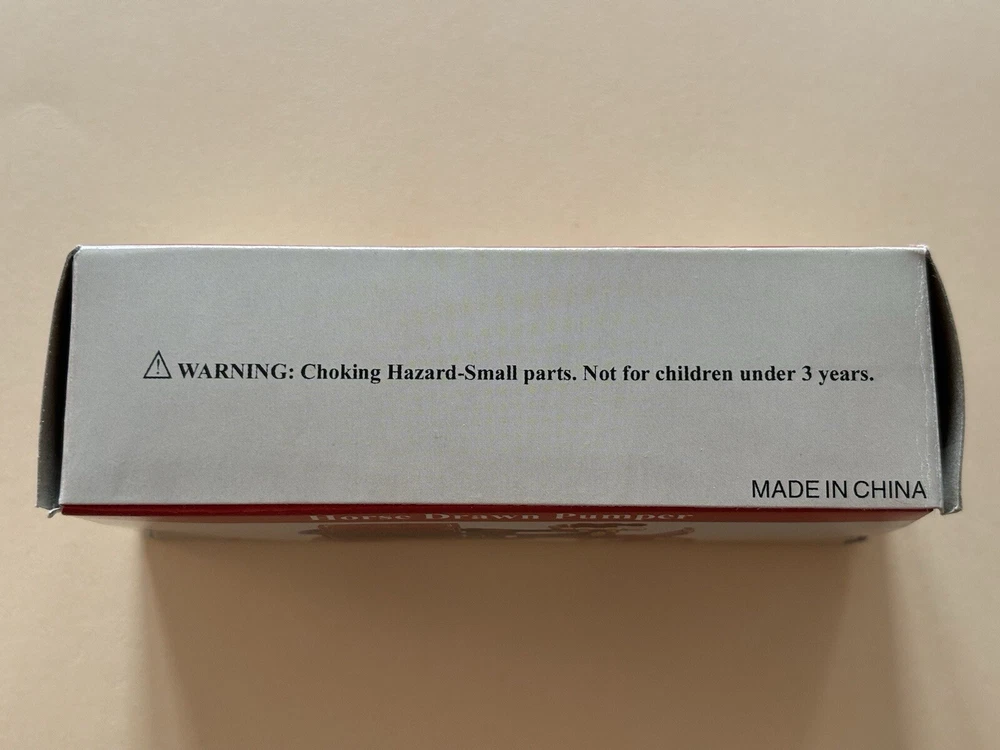 ⚠ WARNING: Choking Hazard-Small parts. Not for children under 3 years.
MADE IN CHINA
Horse Drawn Pumper